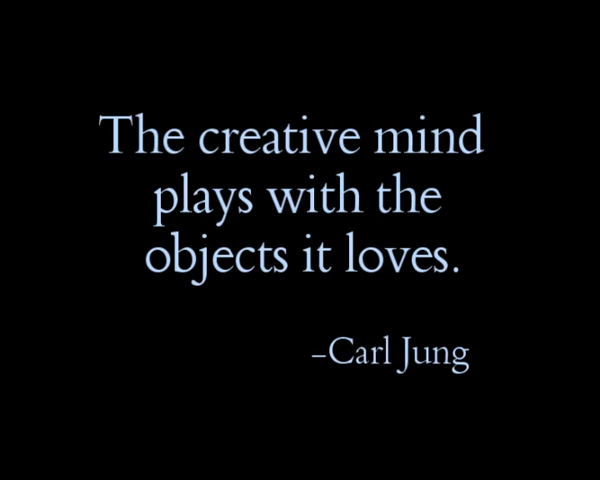 The creative mind
plays with the
objects it loves.
–Carl Jung